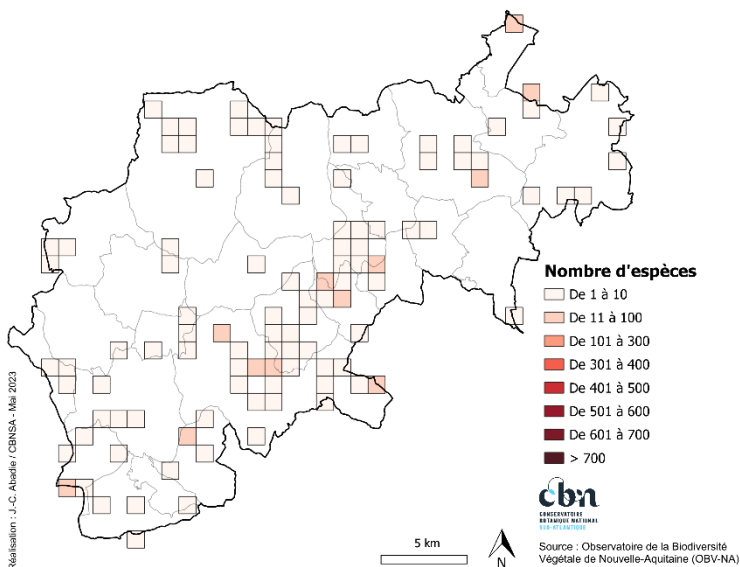 Nombre d'espèces
De 1 à 10
De 11 à 100
De 101 à 300
De 301 à 400
De 401 à 500
De 501 à 600
De 601 à 700
> 700
cbn
CONSERVATOIRE
BOTANIQUE NATIONAL
SUD-ATLANTIQUE
5 km
N
Source : Observatoire de la Biodiversité
Végétale de Nouvelle-Aquitaine (OBV-NA)
Réalisation : J.-C. Abadie / CBNSA - Mai 2023